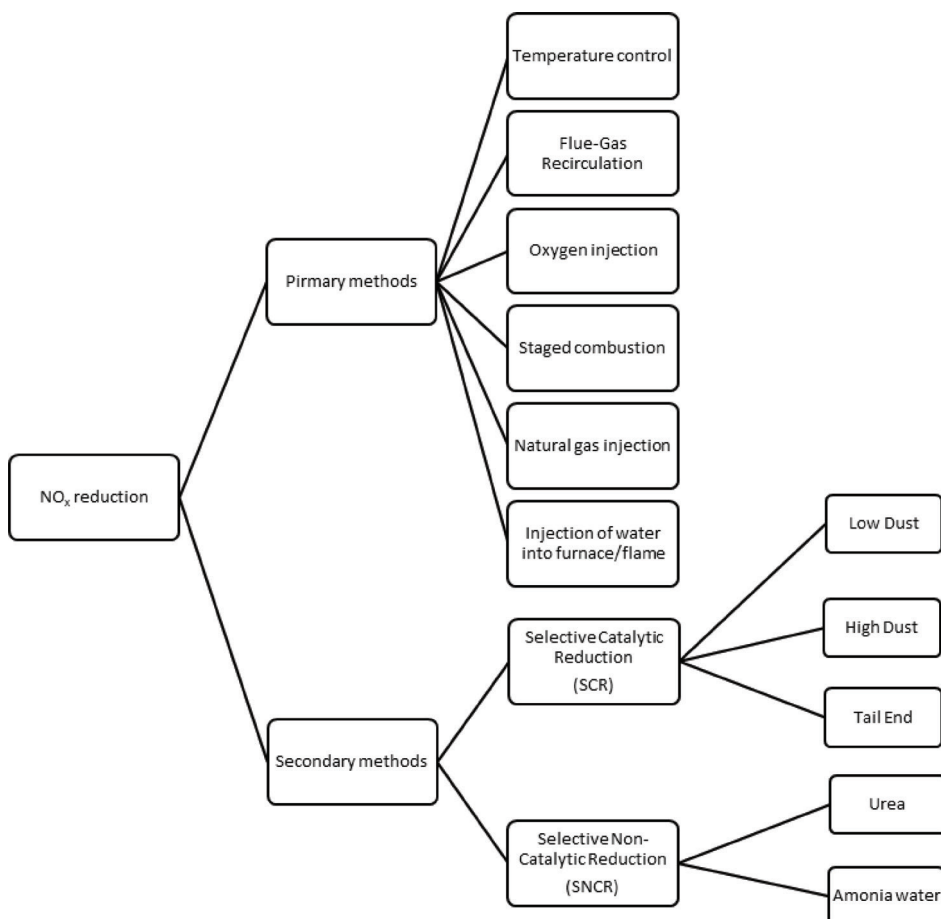 Temperature control
Flue-Gas
Recirculation
Oxygen injection
Pirmary methods
Staged combustion
Natural gas injection
NOx reduction
Injection of water
into furnace/flame
Low Dust
Selective Catalytic
Reduction
(SCR)
High Dust
Tail End
Secondary methods
Urea
Selective Non-
Catalytic Reduction
(SNCR)
Amonia water